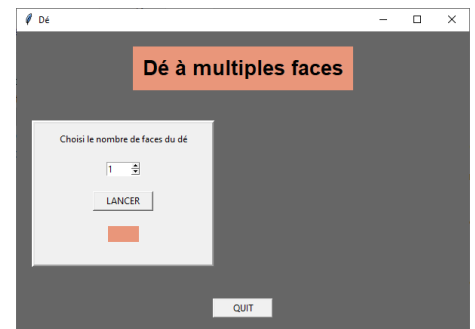 Dé
Dé à multiples faces
Choisi le nombre de faces du dé
1
LANCER
QUIT